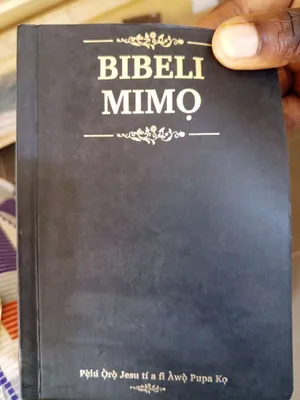 BIBELI
MIMỌ
Pẹ̀lú Ọ̀rọ̀ Jesu tí a fi Àwọ̀ Pupa Kọ